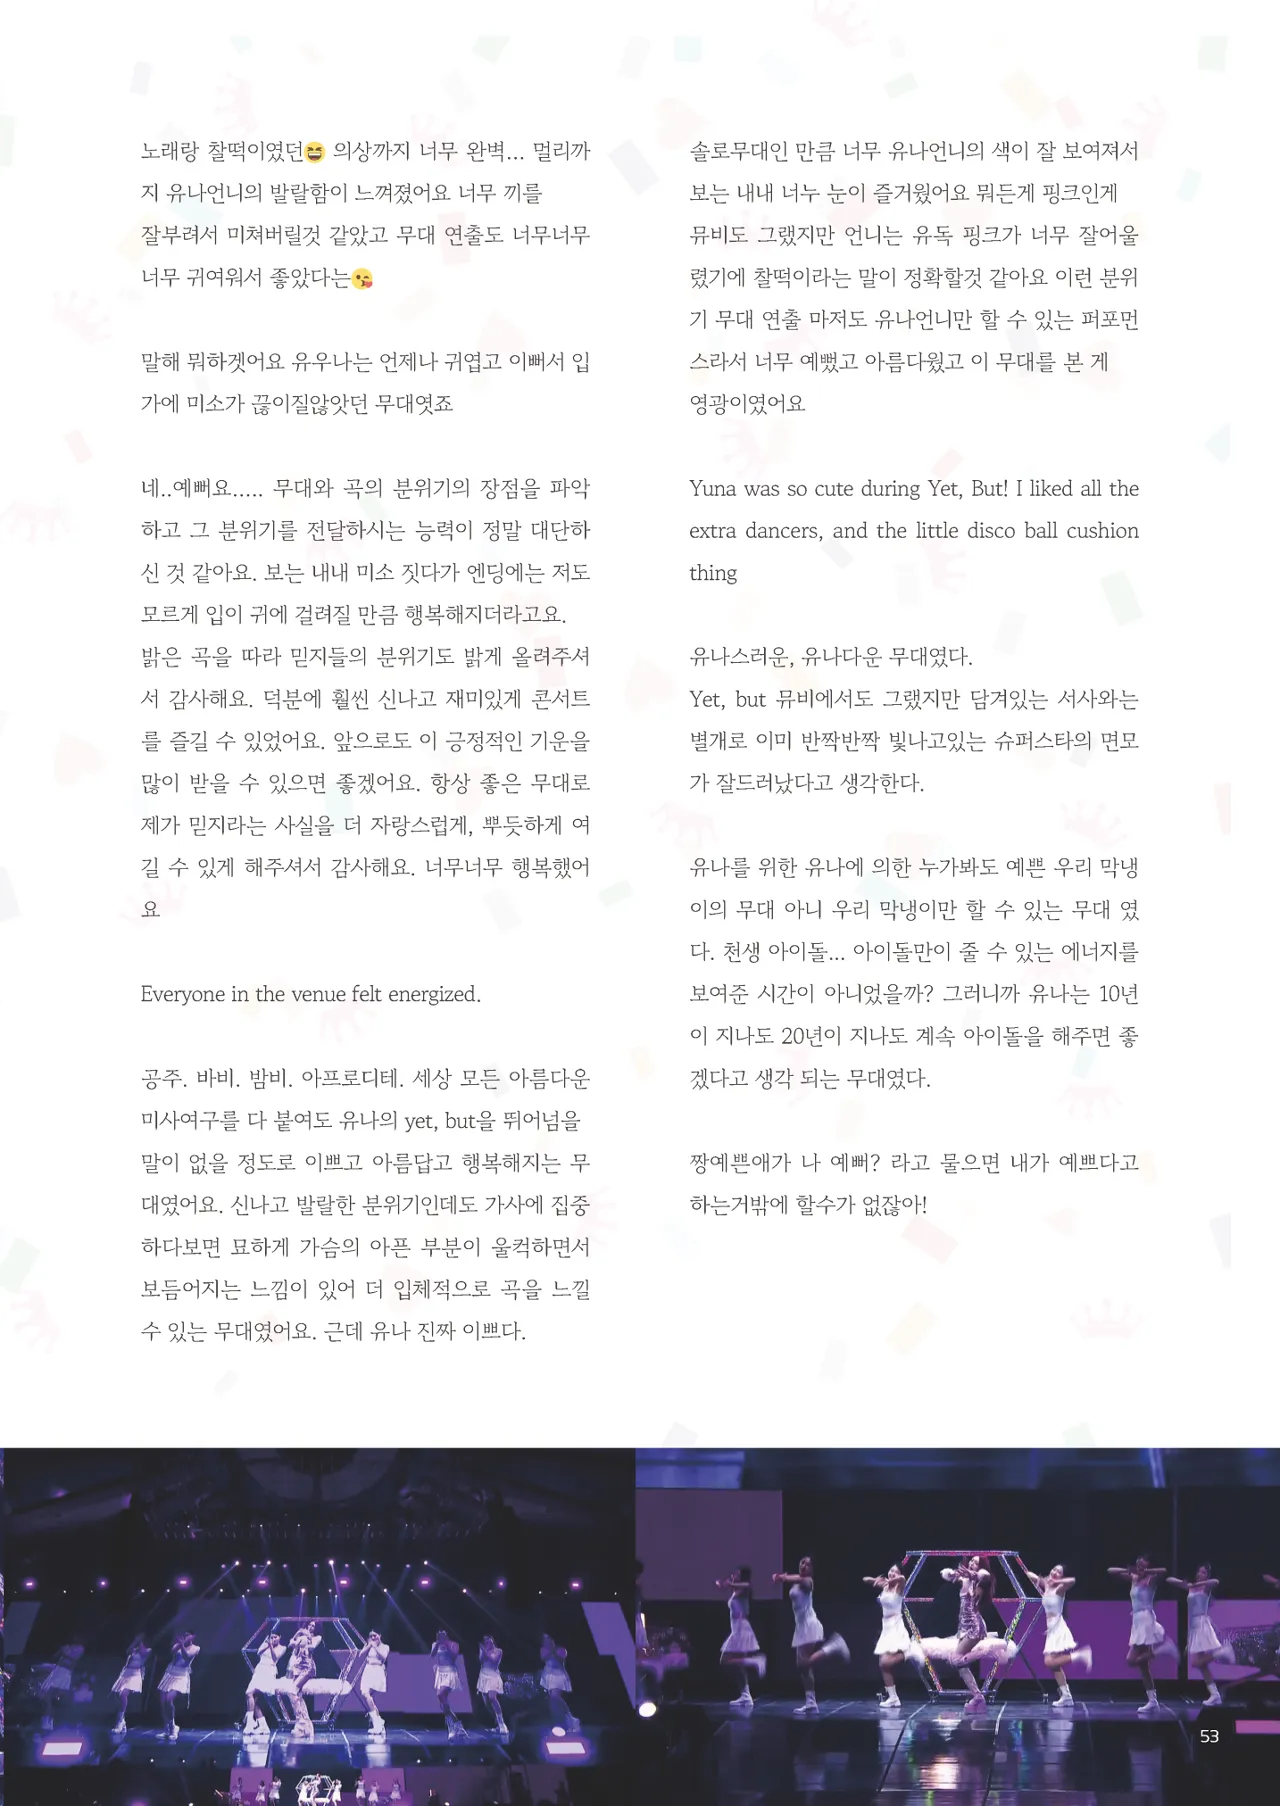 노래랑 찰떡이였던😆 의상까지 너무 완벽... 멀리까
지 유나언니의 발랄함이 느껴졌어요 너무 끼를
잘부려서 미쳐버릴것 같았고 무대 연출도 너무너무
너무 귀여워서 좋았다는😘
말해 뭐하겟어요 유우나는 언제나 귀엽고 이뻐서 입
가에 미소가 끊이질않앗던 무대엿죠
네..예뻐요..... 무대와 곡의 분위기의 장점을 파악
하고 그 분위기를 전달하시는 능력이 정말 대단하
신 것 같아요. 보는 내내 미소 짓다가 엔딩에는 저도
모르게 입이 귀에 걸려질 만큼 행복해지더라고요.
밝은 곡을 따라 믿지들의 분위기도 밝게 올려주셔
서 감사해요. 덕분에 훨씬 신나고 재미있게 콘서트
를 즐길 수 있었어요. 앞으로도 이 긍정적인 기운을
많이 받을 수 있으면 좋겠어요. 항상 좋은 무대로
제가 믿지라는 사실을 더 자랑스럽게, 뿌듯하게 여
길 수 있게 해주셔서 감사해요. 너무너무 행복했어
요
Everyone in the venue felt energized.
공주. 바비. 밤비. 아프로디테. 세상 모든 아름다운
미사여구를 다 붙여도 유나의 yet, but을 뛰어넘을
말이 없을 정도로 이쁘고 아름답고 행복해지는 무
대였어요. 신나고 발랄한 분위기인데도 가사에 집중
하다보면 묘하게 가슴의 아픈 부분이 울컥하면서
보듬어지는 느낌이 있어 더 입체적으로 곡을 느낄
수 있는 무대였어요. 근데 유나 진짜 이쁘다.
솔로무대인 만큼 너무 유나언니의 색이 잘 보여져서
보는 내내 너누 눈이 즐거웠어요 뭐든게 핑크인게
뮤비도 그랬지만 언니는 유독 핑크가 너무 잘어울
렸기에 찰떡이라는 말이 정확할것 같아요 이런 분위
기 무대 연출 마저도 유나언니만 할 수 있는 퍼포먼
스라서 너무 예뻤고 아름다웠고 이 무대를 본 게
영광이였어요
Yuna was so cute during Yet, But! I liked all the
extra dancers, and the little disco ball cushion
thing
유나스러운, 유나다운 무대였다.
Yet, but 뮤비에서도 그랬지만 담겨있는 서사와는
별개로 이미 반짝반짝 빛나고있는 슈퍼스타의 면모
가 잘드러났다고 생각한다.
유나를 위한 유나에 의한 누가봐도 예쁜 우리 막냉
이의 무대 아니 우리 막냉이만 할 수 있는 무대 였
다. 천생 아이돌... 아이돌만이 줄 수 있는 에너지를
보여준 시간이 아니었을까? 그러니까 유나는 10년
이 지나도 20년이 지나도 계속 아이돌을 해주면 좋
겠다고 생각 되는 무대였다.
짱예쁜애가 나 예뻐? 라고 물으면 내가 예쁘다고
하는거밖에 할수가 없잖아!
53